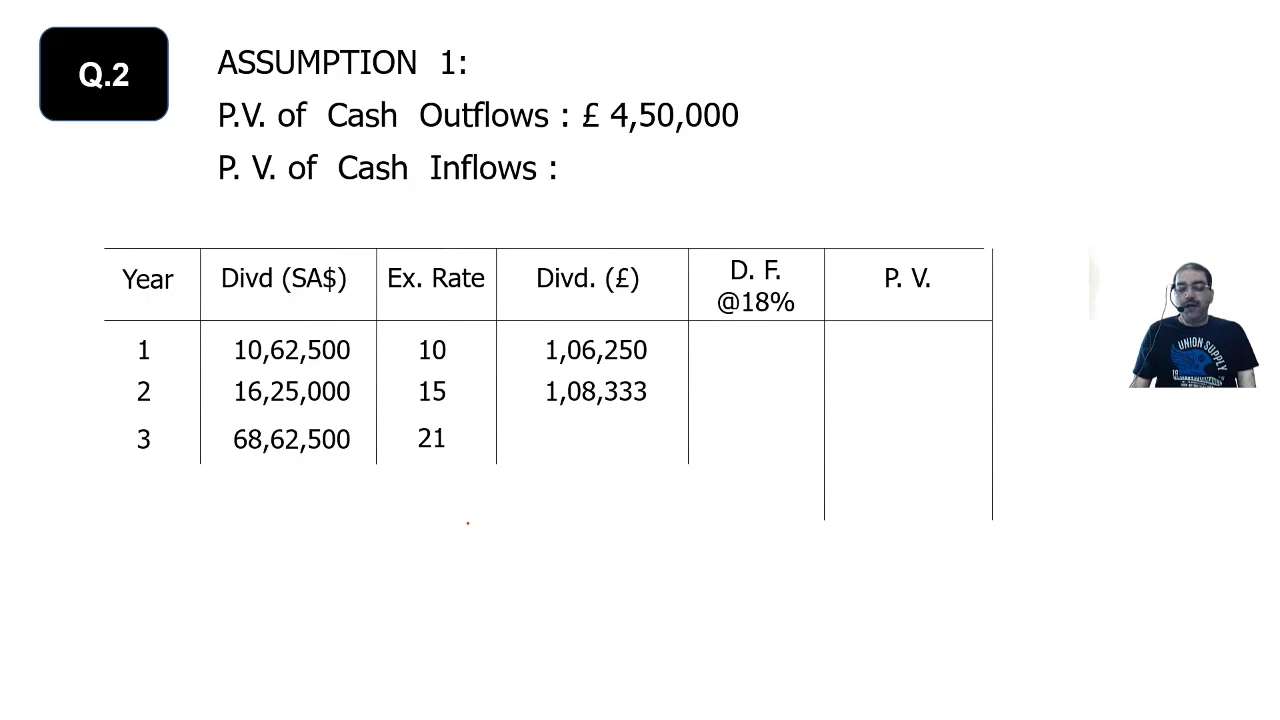 Q.2
ASSUMPTION 1:
P.V. of Cash Outflows : £ 4,50,000
P. V. of Cash Inflows :
Year Divd (SA$) Ex. Rate Divd. (£) D. F. @18% P. V.
1 10,62,500 10 1,06,250
2 16,25,000 15 1,08,333
3 68,62,500 21
UNION SUPPLY